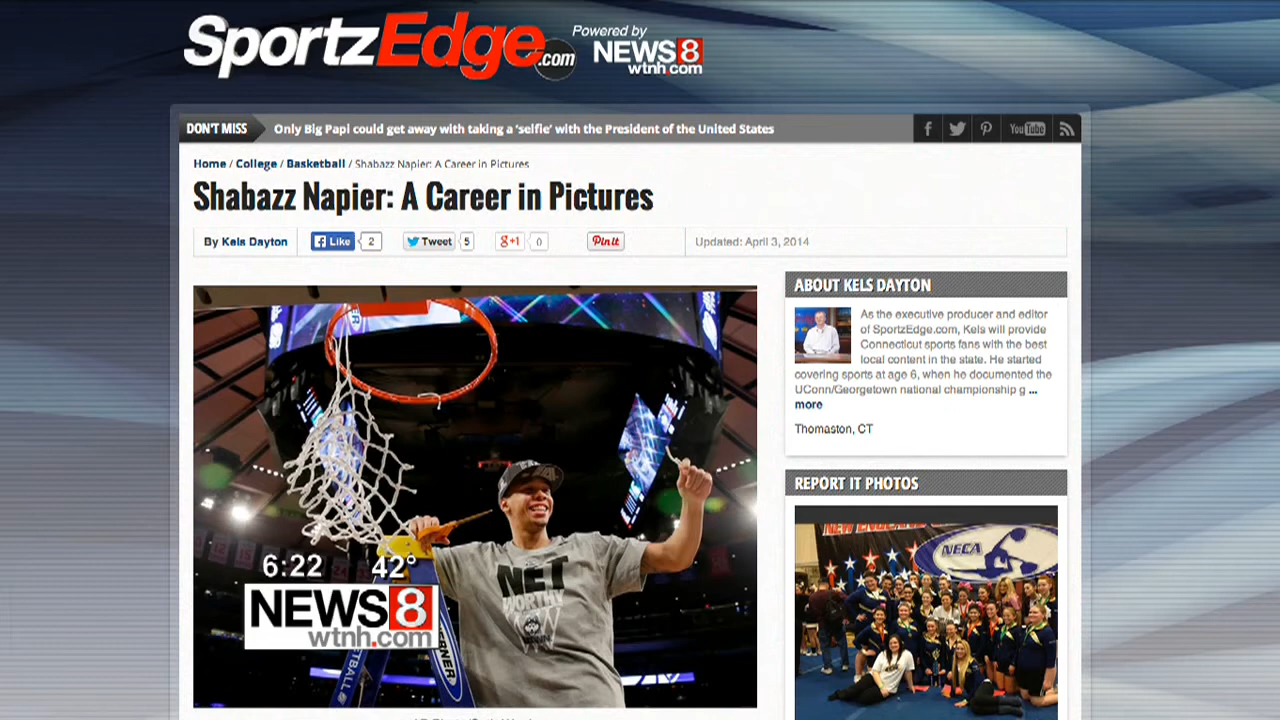 SportzEdge.com
Powered by
NEWS8
wtnh.com
DON'T MISS
Only Big Papi could get away with taking a 'selfie' with the President of the United States
You Tube
Home / College / Basketball / Shabazz Napier: A Career in Pictures
Shabazz Napier: A Career in Pictures
By Kels Dayton
Like 2
Tweet 5
g+1 0
Pin it
Updated: April 3, 2014
ABOUT KELS DAYTON
As the executive producer and editor
of SportzEdge.com, Kels will provide
Connecticut sports fans with the best
local content in the state. He started
covering sports at age 6, when he documented the
UConn/Georgetown national championship g ...
more
Thomaston, CT
REPORT IT PHOTOS
NEW ENGLAND
NECA
NET
WORTHY
UCONN
6:22 42°
NEWS8
wtnh.com